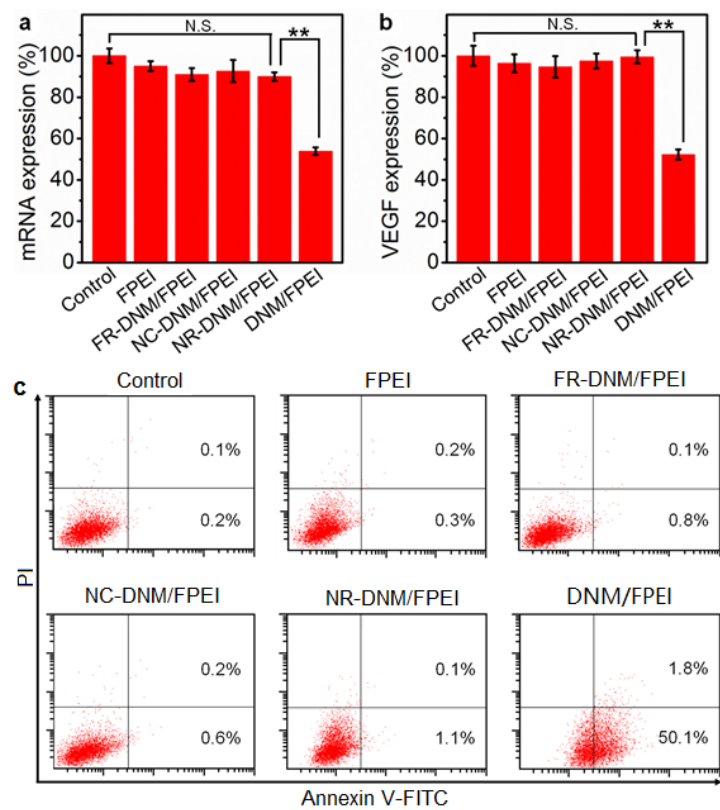 a
N.S.
**
mRNA expression (%)
100
80
60
40
20
0
Control
FPEI
FR-DNM/FPEI
NC-DNM/FPEI
NR-DNM/FPEI
DNM/FPEI
b
N.S.
**
VEGF expression (%)
100
80
60
40
20
0
Control
FPEI
FR-DNM/FPEI
NC-DNM/FPEI
NR-DNM/FPEI
DNM/FPEI
c
Control
0.1%
0.2%
FPEI
0.2%
0.3%
FR-DNM/FPEI
0.1%
0.8%
NC-DNM/FPEI
0.2%
0.6%
NR-DNM/FPEI
0.1%
1.1%
DNM/FPEI
1.8%
50.1%
PI
Annexin V-FITC